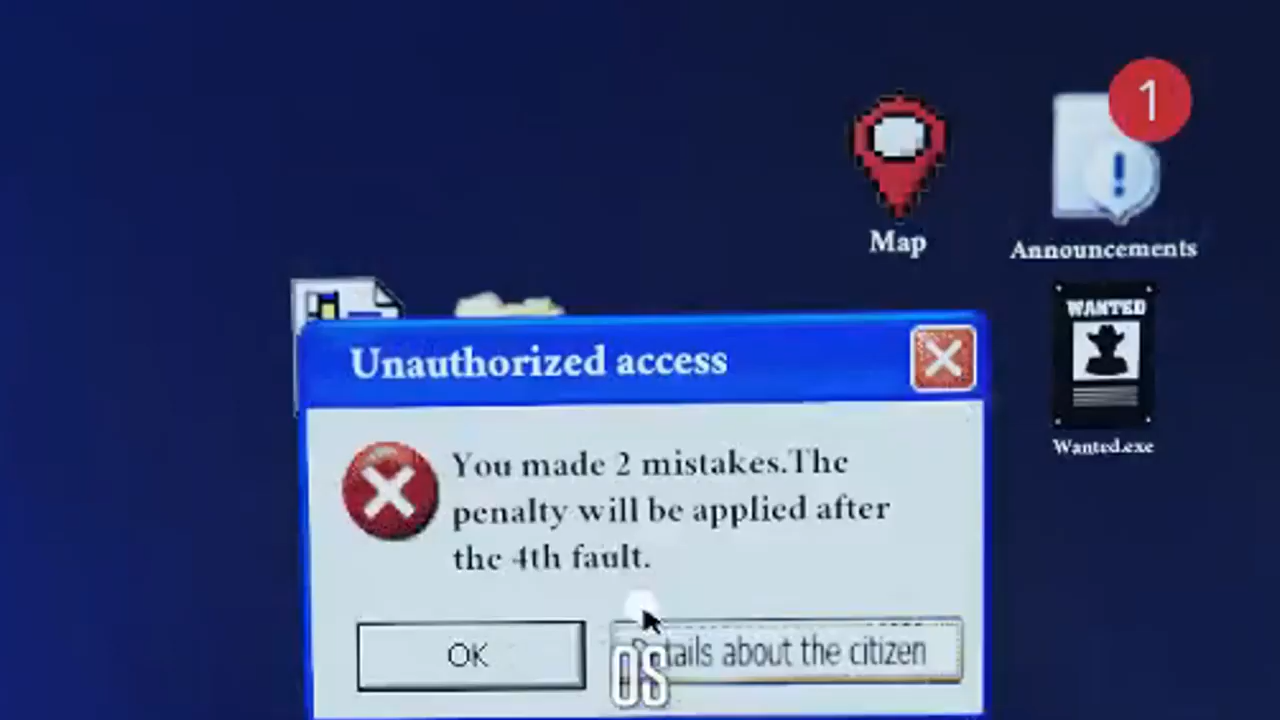 1
Map
Announcements
WANTED
Wanted.exe
Unauthorized access
You made 2 mistakes.The
penalty will be applied after
the 4th fault.
OK
Details about the citizen
OS